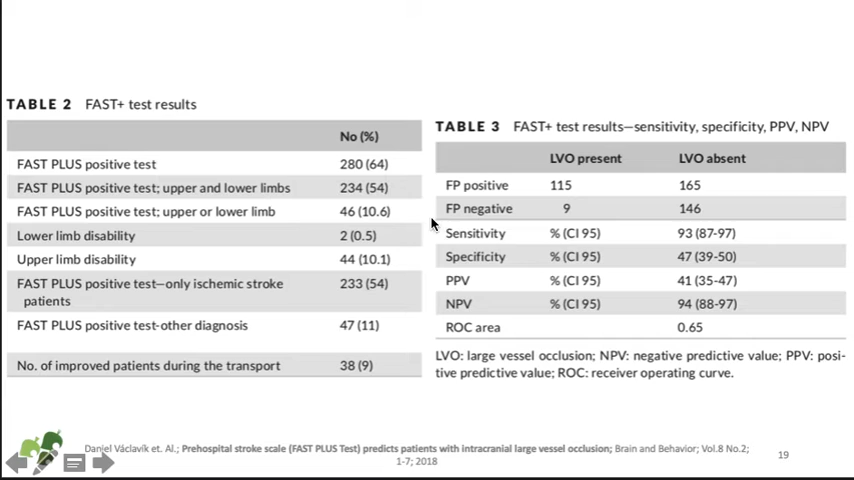 TABLE 2 FAST+ test results
No (%)
FAST PLUS positive test 280 (64)
FAST PLUS positive test; upper and lower limbs 234 (54)
FAST PLUS positive test; upper or lower limb 46 (10.6)
Lower limb disability 2 (0.5)
Upper limb disability 44 (10.1)
FAST PLUS positive test—only ischemic stroke 233 (54)
patients
FAST PLUS positive test-other diagnosis 47 (11)
No. of improved patients during the transport 38 (9)
TABLE 3 FAST+ test results—sensitivity, specificity, PPV, NPV
LVO present LVO absent
FP positive 115 165
FP negative 9 146
Sensitivity % (CI 95) 93 (87-97)
Specificity % (CI 95) 47 (39-50)
PPV % (CI 95) 41 (35-47)
NPV % (CI 95) 94 (88-97)
ROC area 0.65
LVO: large vessel occlusion; NPV: negative predictive value; PPV: posi-
tive predictive value; ROC: receiver operating curve.
Daniel Václavík et. Al.; Prehospital stroke scale (FAST PLUS Test) predicts patients with intracranial large vessel occlusion; Brain and Behavior; Vol.8 No.2;
1-7; 2018
19